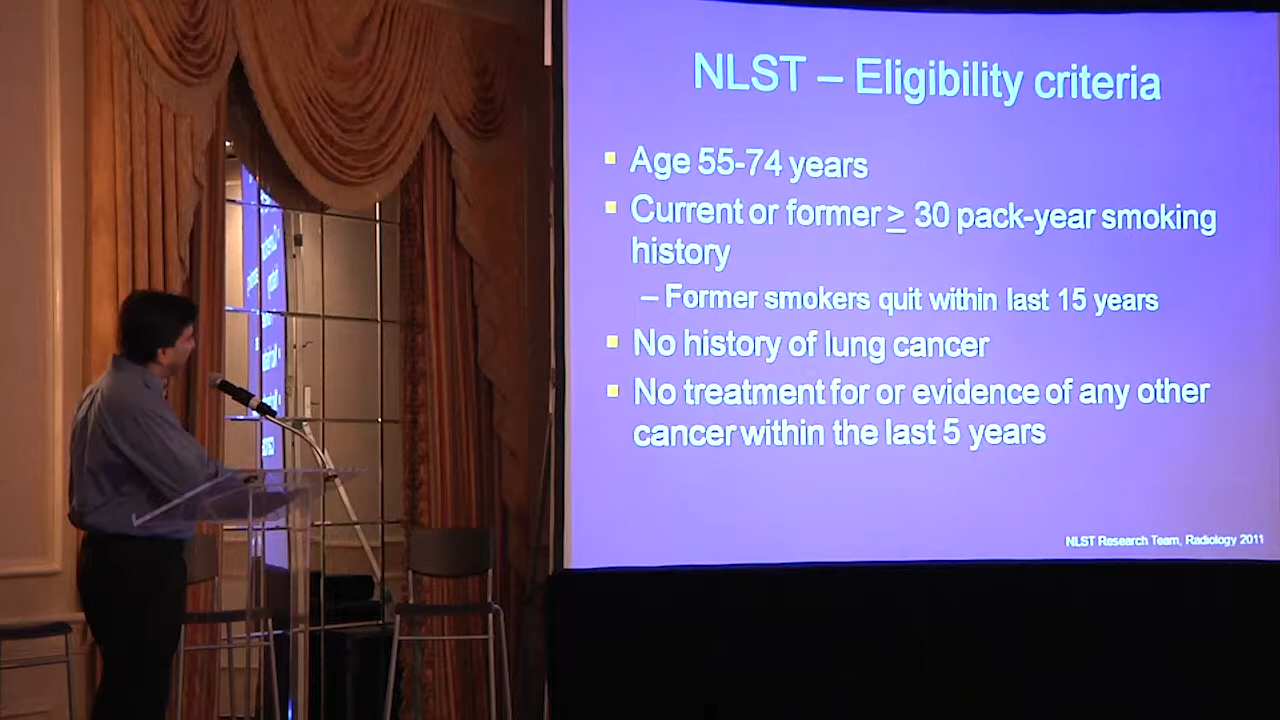 NLST – Eligibility criteria
Age 55-74 years
Current or former ≥ 30 pack-year smoking
history
– Former smokers quit within last 15 years
No history of lung cancer
No treatment for or evidence of any other
cancer within the last 5 years
NLST Research Team, Radiology 2011